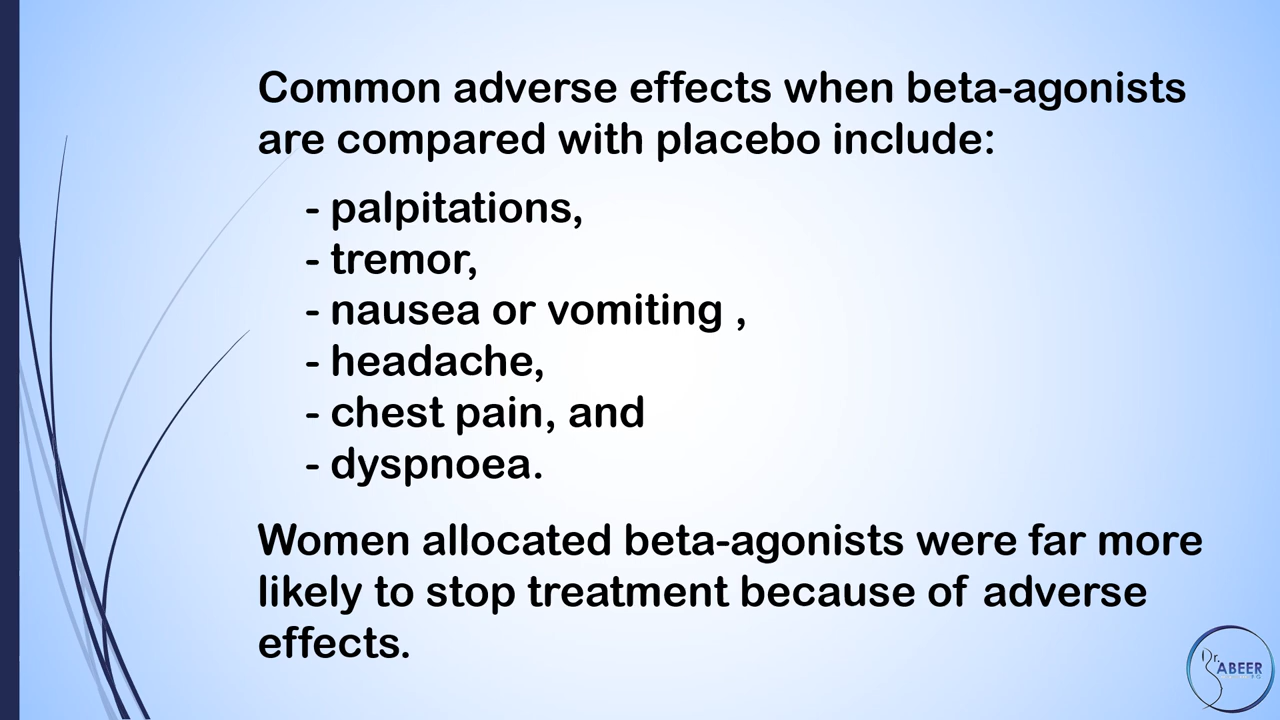 Common adverse effects when beta-agonists
are compared with placebo include:
- palpitations,
- tremor,
- nausea or vomiting ,
- headache,
- chest pain, and
- dyspnoea.
Women allocated beta-agonists were far more
likely to stop treatment because of adverse
effects.
Dr.
ABEER